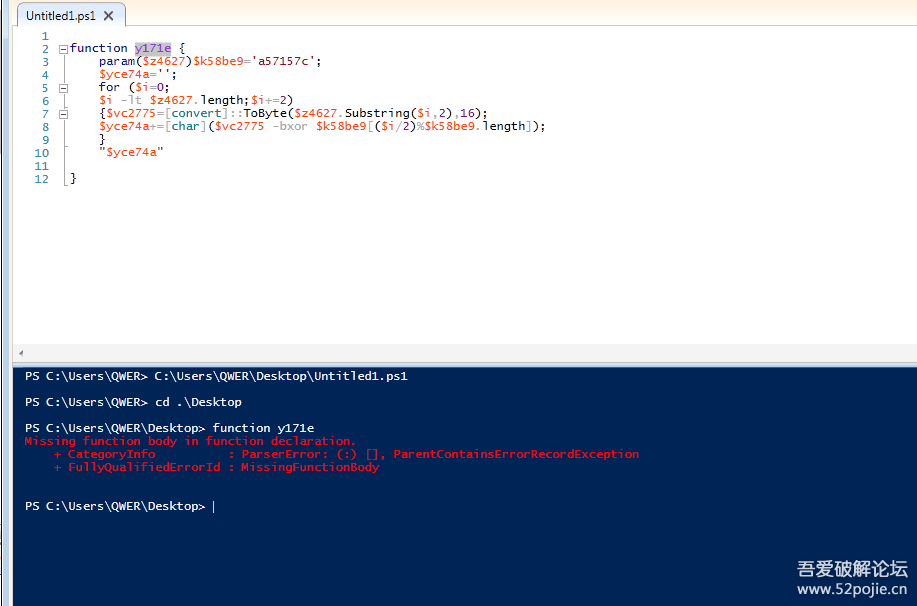 Untitled1.ps1
1
2 function y171e {
3 param($z4627)$k58be9='a57157c';
4 $yce74a='';
5 for ($i=0;
6 $i -lt $z4627.length;$i+=2)
7 {$vc2775=[convert]::ToByte($z4627.Substring($i,2),16);
8 $yce74a+=[char]($vc2775 -bxor $k58be9[($i/2)%$k58be9.length]);
9 }
10 "$yce74a"
11
12 }
PS C:\Users\QWER> C:\Users\QWER\Desktop\Untitled1.ps1
PS C:\Users\QWER> cd .\Desktop
PS C:\Users\QWER\Desktop> function y171e
Missing function body in function declaration.
+ CategoryInfo : ParserError: (:) [], ParentContainsErrorRecordException
+ FullyQualifiedErrorId : MissingFunctionBody
PS C:\Users\QWER\Desktop>
吾爱破解论坛
www.52pojie.cn